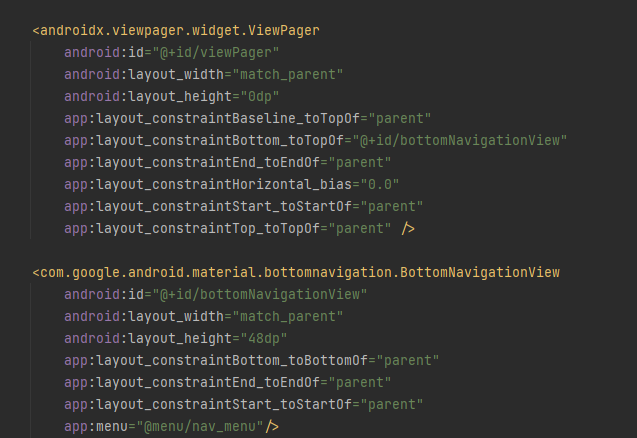 <androidx.viewpager.widget.ViewPager
android:id="@+id/viewPager"
android:layout_width="match_parent"
android:layout_height="0dp"
app:layout_constraintBaseline_toTopOf="parent"
app:layout_constraintBottom_toTopOf="@+id/bottomNavigationView"
app:layout_constraintEnd_toEndOf="parent"
app:layout_constraintHorizontal_bias="0.0"
app:layout_constraintStart_toStartOf="parent"
app:layout_constraintTop_toTopOf="parent" />
<com.google.android.material.bottomnavigation.BottomNavigationView
android:id="@+id/bottomNavigationView"
android:layout_width="match_parent"
android:layout_height="48dp"
app:layout_constraintBottom_toBottomOf="parent"
app:layout_constraintEnd_toEndOf="parent"
app:layout_constraintStart_toStartOf="parent"
app:menu="@menu/nav_menu"/>